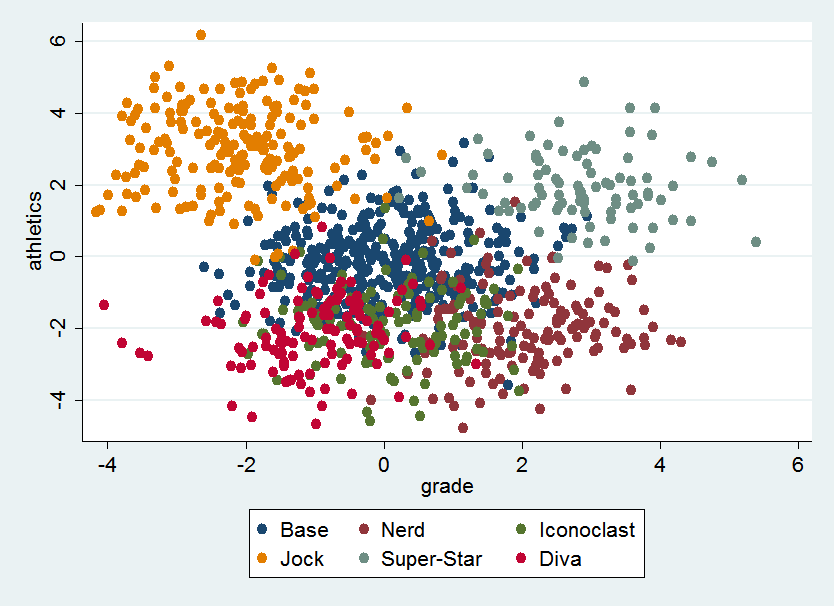 athletics
6
4
2
0
-2
-4
-4 -2 0 2 4 6
grade
Base Nerd Iconoclast
Jock Super-Star Diva